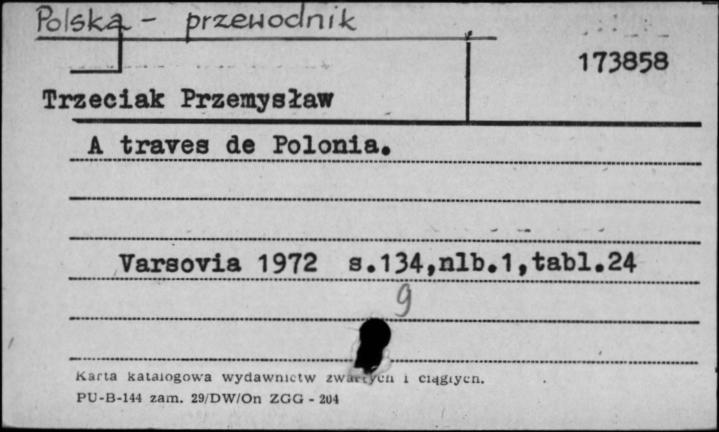 Polska - przewodnik
173858
Trzeciak Przemysław
A traves de Polonia.
Varsovia 1972 s.134,nlb.1,tabl.24
9
Karta katalogowa wydawnictw zwartych i ciągłych.
PU-B-144 zam. 29/DW/On ZGG - 204